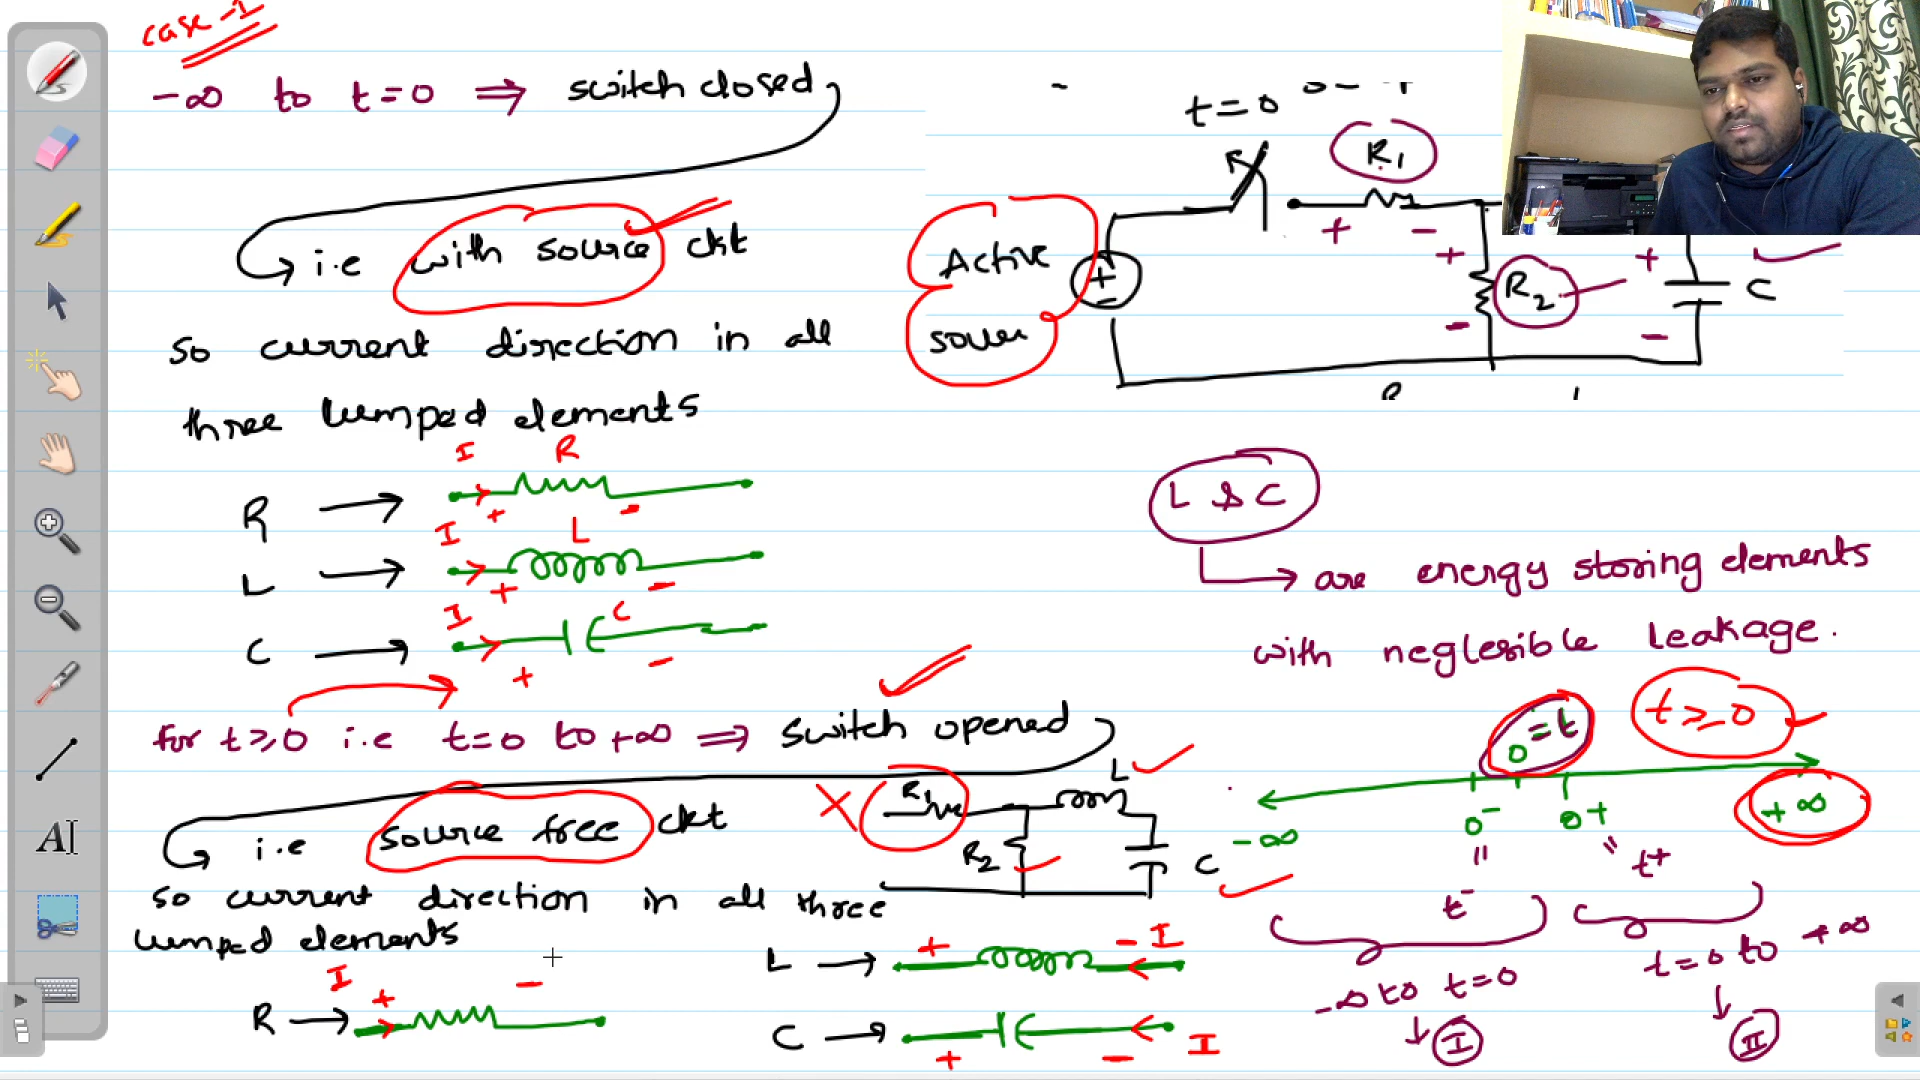 case-1
-∞ to t=0 ⇒ switch closed
i.e with source ckt
so current direction in all
three lumped elements
I R
R → + -
I L
L → + -
I C
C → + -
for t≥0 i.e t=0 to +∞ ⇒ switch opened
i.e source free ckt
so current direction in all three
lumped elements
I
R → + -
L → + - I
C → + - I
R1 L
R2 C
t=0
R1
+ -
Active
source
+
-
+ R2 -
+ C -
L & C
→ are energy storing elements
with neglesible leakage.
0=t t≥0
-∞ 0- 0+ +∞
= =
t- t+
-∞ to t=0 t=0 to +∞
↓ I ↓ II
AI